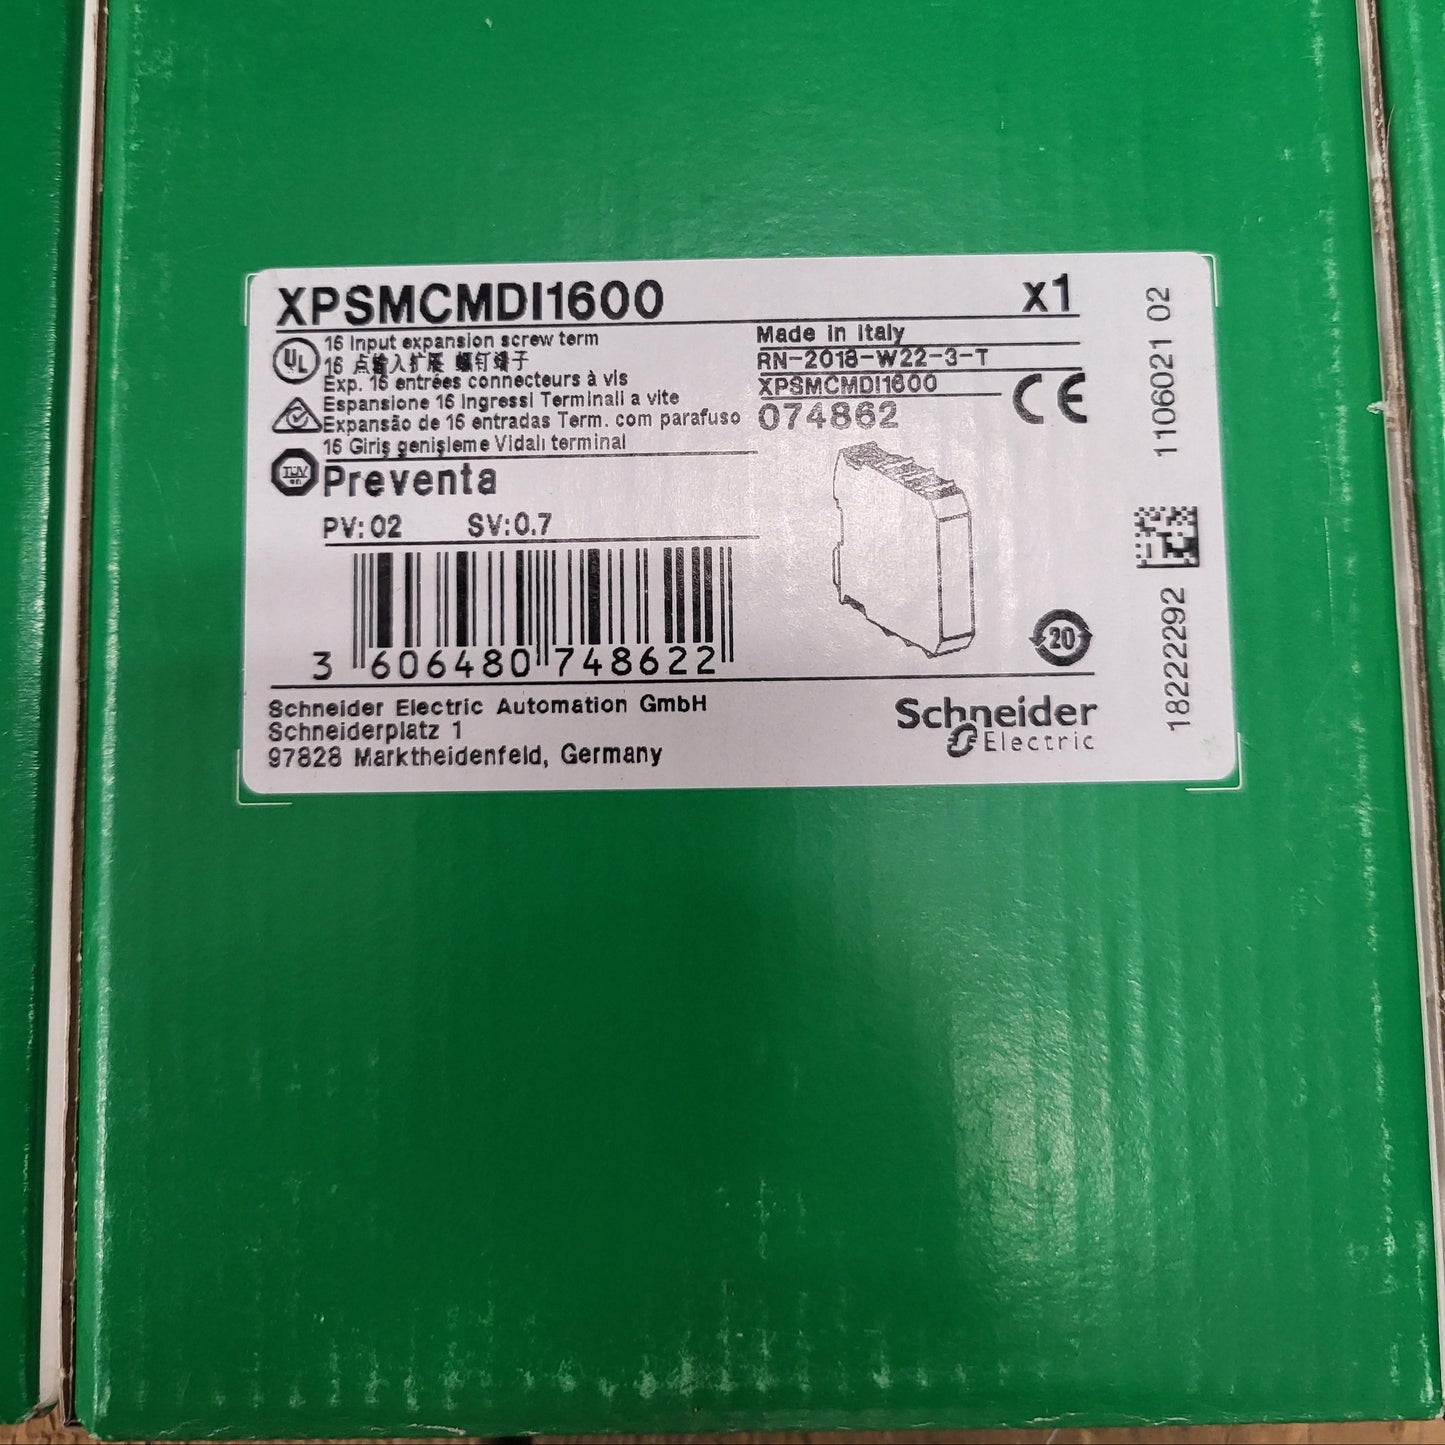 XPSMCMDI1600
x1
UL
16 Input expansion screw term
16 点输入扩展 螺钉端子
Exp. 16 entrées connecteurs à vis
Espansione 16 Ingressi Terminali a vite
Expansão de 16 entradas Term. com parafuso
16 Giriş genişleme Vidalı terminal
TÜV
Preventa
PV:02 SV:0.7
3 606480 748622
Made in Italy
RN-2018-W22-3-T
XPSMCMDI1600
074862
CE
20
Schneider Electric Automation GmbH
Schneiderplatz 1
97828 Marktheidenfeld, Germany
Schneider
Electric
1106021 02
18222292